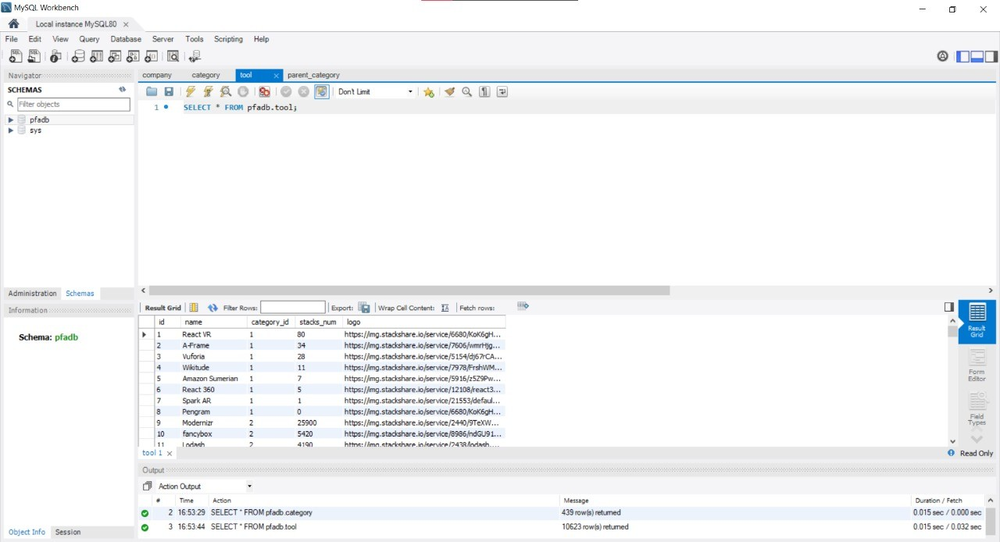 MySQL Workbench
Local instance MySQL80
File Edit View Query Database Server Tools Scripting Help
Navigator
SCHEMAS
Filter objects
pfadb
sys
Administration Schemas
Information
Schema: pfadb
Object Info Session
company category tool parent_category
Don't Limit
1 SELECT * FROM pfadb.tool;
Result Grid Filter Rows: Export: Wrap Cell Content: Fetch rows:
id name category_id stacks_num logo
1 React VR 1 80 https://img.stackshare.io/service/6680/KoK6gH...
2 A-Frame 1 34 https://img.stackshare.io/service/7606/wmrHjg...
3 Vuforia 1 28 https://img.stackshare.io/service/5154/dj67rCA...
4 Wikitude 1 11 https://img.stackshare.io/service/7978/FrshWM...
5 Amazon Sumerian 1 7 https://img.stackshare.io/service/5916/z5Z9Pw...
6 React 360 1 5 https://img.stackshare.io/service/12108/react3...
7 Spark AR 1 1 https://img.stackshare.io/service/21553/defaul...
8 Pengram 1 0 https://img.stackshare.io/service/6680/KoK6gH...
9 Modernizr 2 25900 https://img.stackshare.io/service/2440/9TeXW...
10 fancybox 2 5420 https://img.stackshare.io/service/8986/ndGU91...
11 Lodash 2 4190 https://img.stackshare.io/service/2438/lodash...
Result Grid
Form Editor
Field Types
tool 1
Read Only
Output
Action Output
# Time Action Message Duration / Fetch
2 16:53:29 SELECT * FROM pfadb.category 439 row(s) returned 0.015 sec / 0.000 sec
3 16:53:44 SELECT * FROM pfadb.tool 10623 row(s) returned 0.015 sec / 0.032 sec